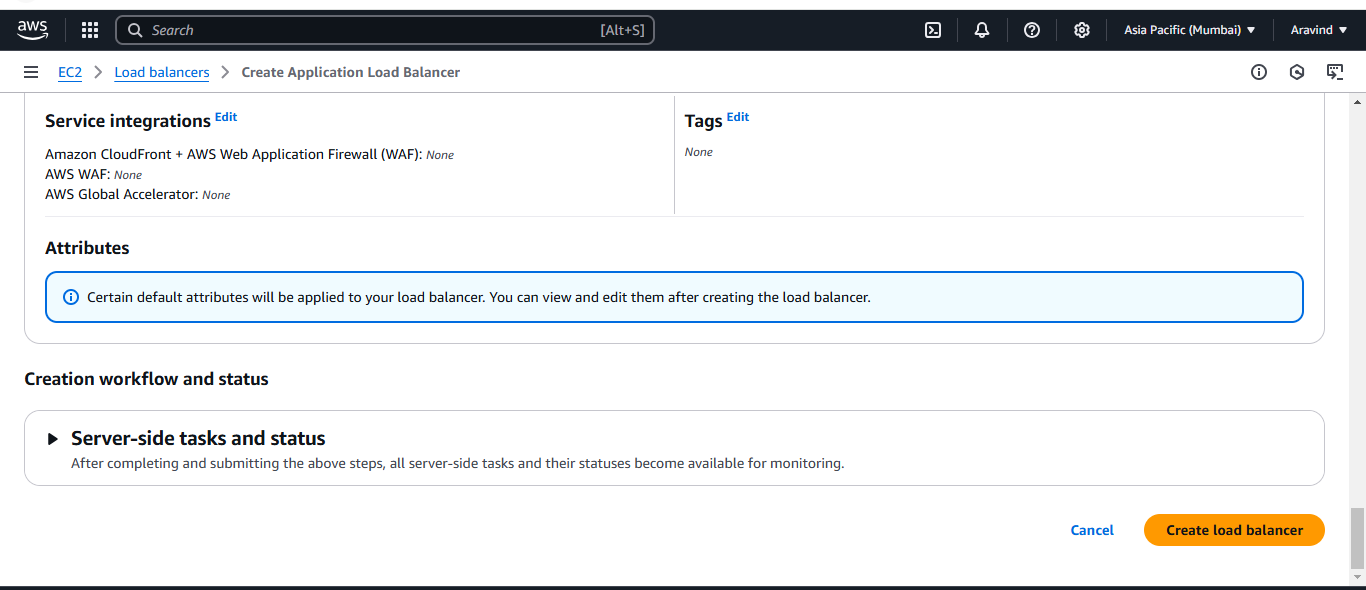 aws
Search [Alt+S]
Asia Pacific (Mumbai)
Aravind
EC2 Load balancers Create Application Load Balancer
Service integrations Edit
Amazon CloudFront + AWS Web Application Firewall (WAF): None
AWS WAF: None
AWS Global Accelerator: None
Tags Edit
None
Attributes
Certain default attributes will be applied to your load balancer. You can view and edit them after creating the load balancer.
Creation workflow and status
Server-side tasks and status
After completing and submitting the above steps, all server-side tasks and their statuses become available for monitoring.
Cancel
Create load balancer